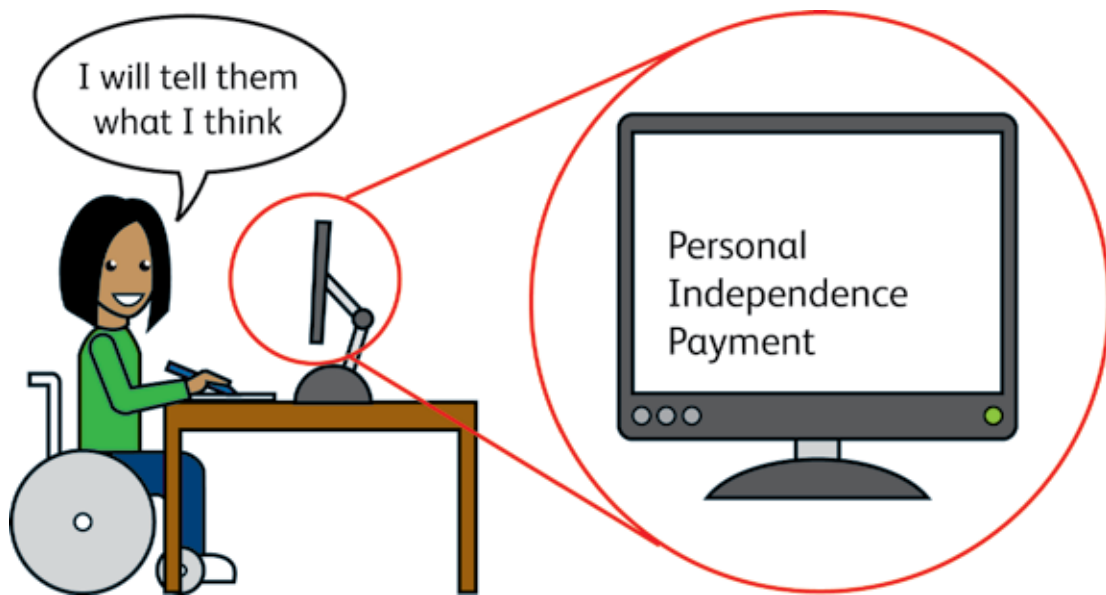 I will tell them
what I think
Personal
Independence
Payment